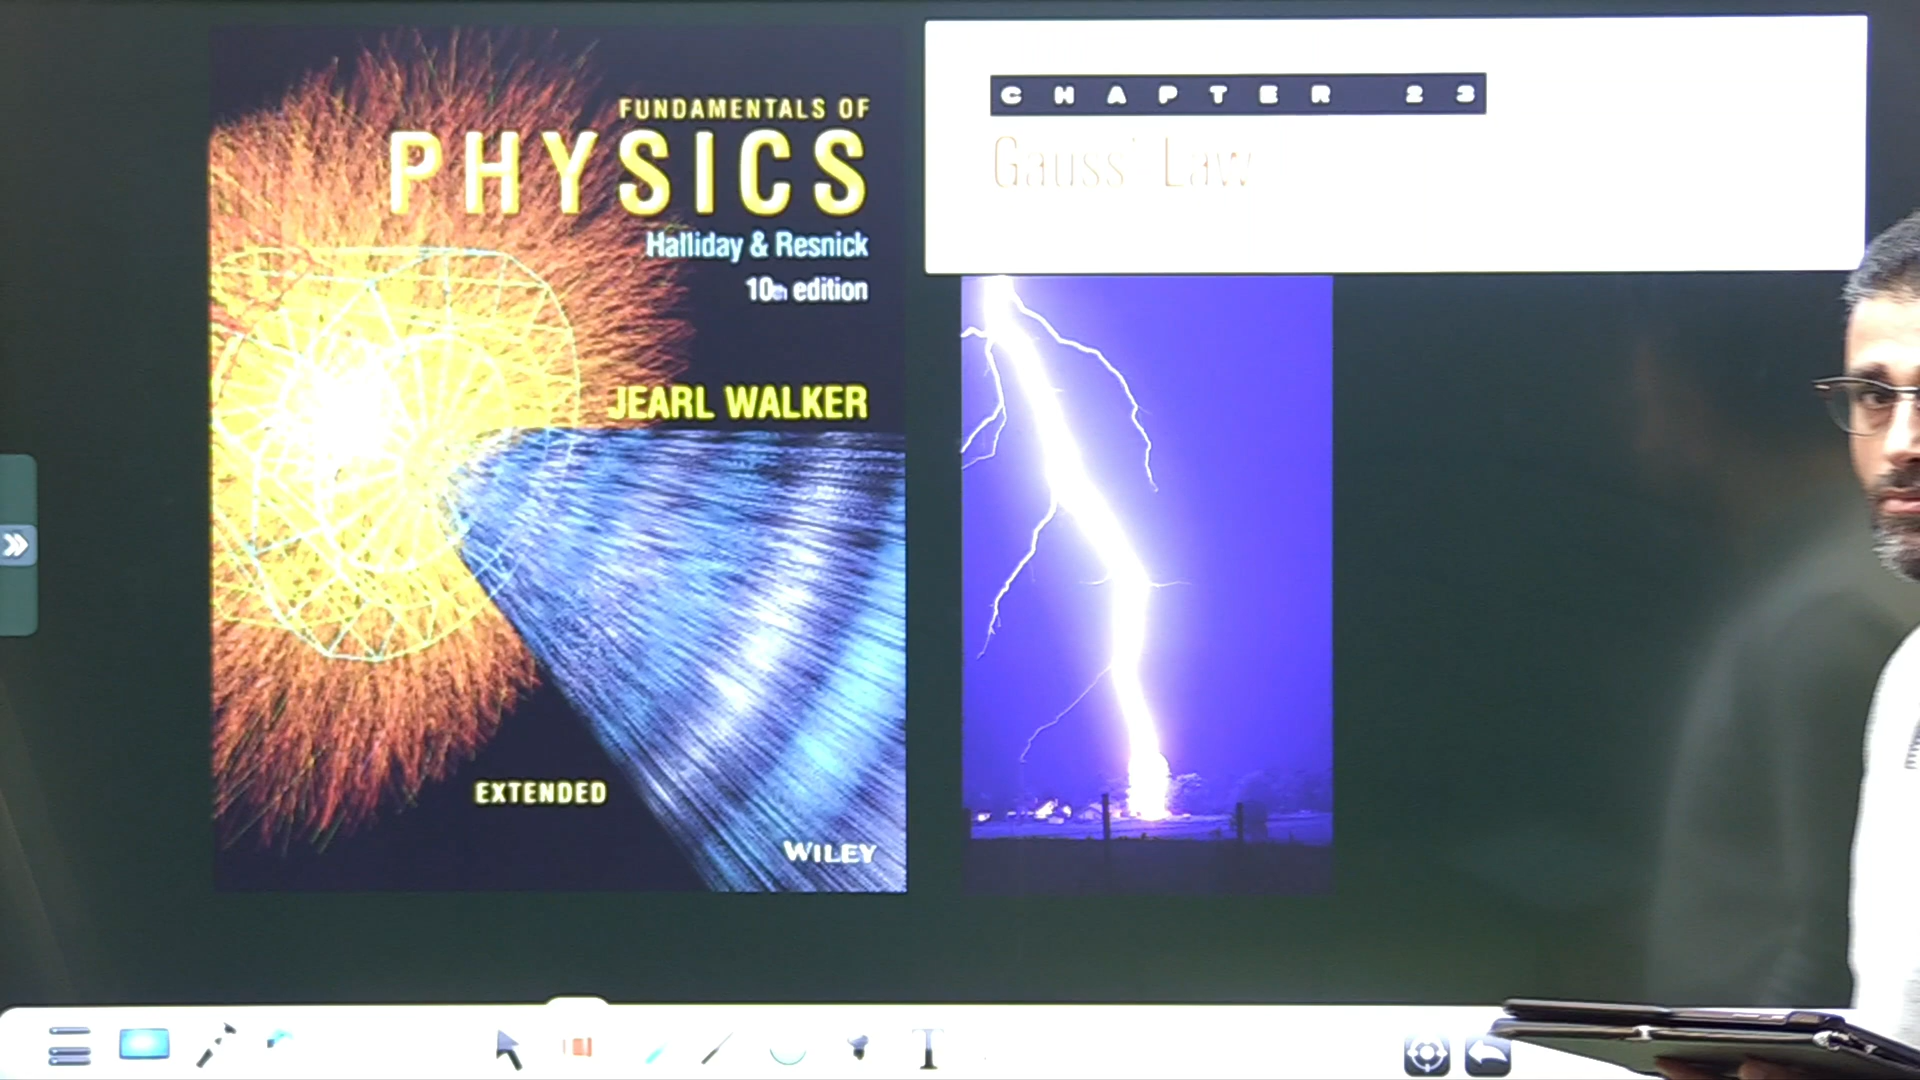 FUNDAMENTALS OF
PHYSICS
Halliday & Resnick
10th edition
JEARL WALKER
EXTENDED
WILEY
CHAPTER 23
Gauss' Law
T